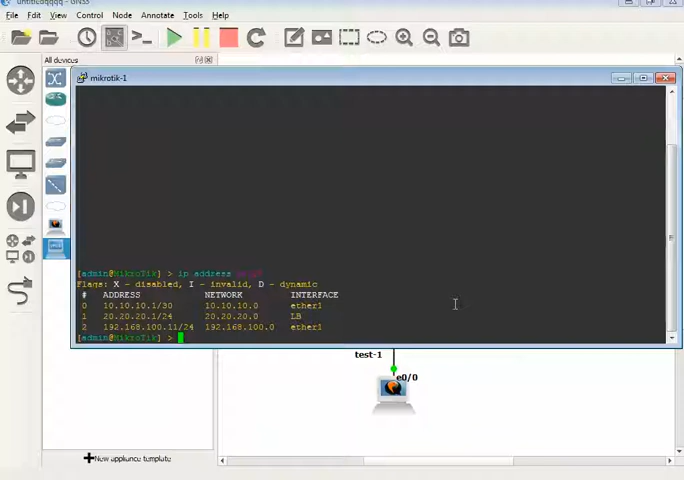 untitledqqqq - GNS3
File Edit View Control Node Annotate Tools Help
All devices
mikrotik-1
[admin@MikroTik] > ip address
Flags: X - disabled, I - invalid, D - dynamic
# ADDRESS NETWORK INTERFACE
0 10.10.10.1/30 10.10.10.0 ether1
1 20.20.20.1/24 20.20.20.0 LB
2 192.168.100.11/24 192.168.100.0 ether1
[admin@MikroTik] >
test-1
e0/0
New appliance template